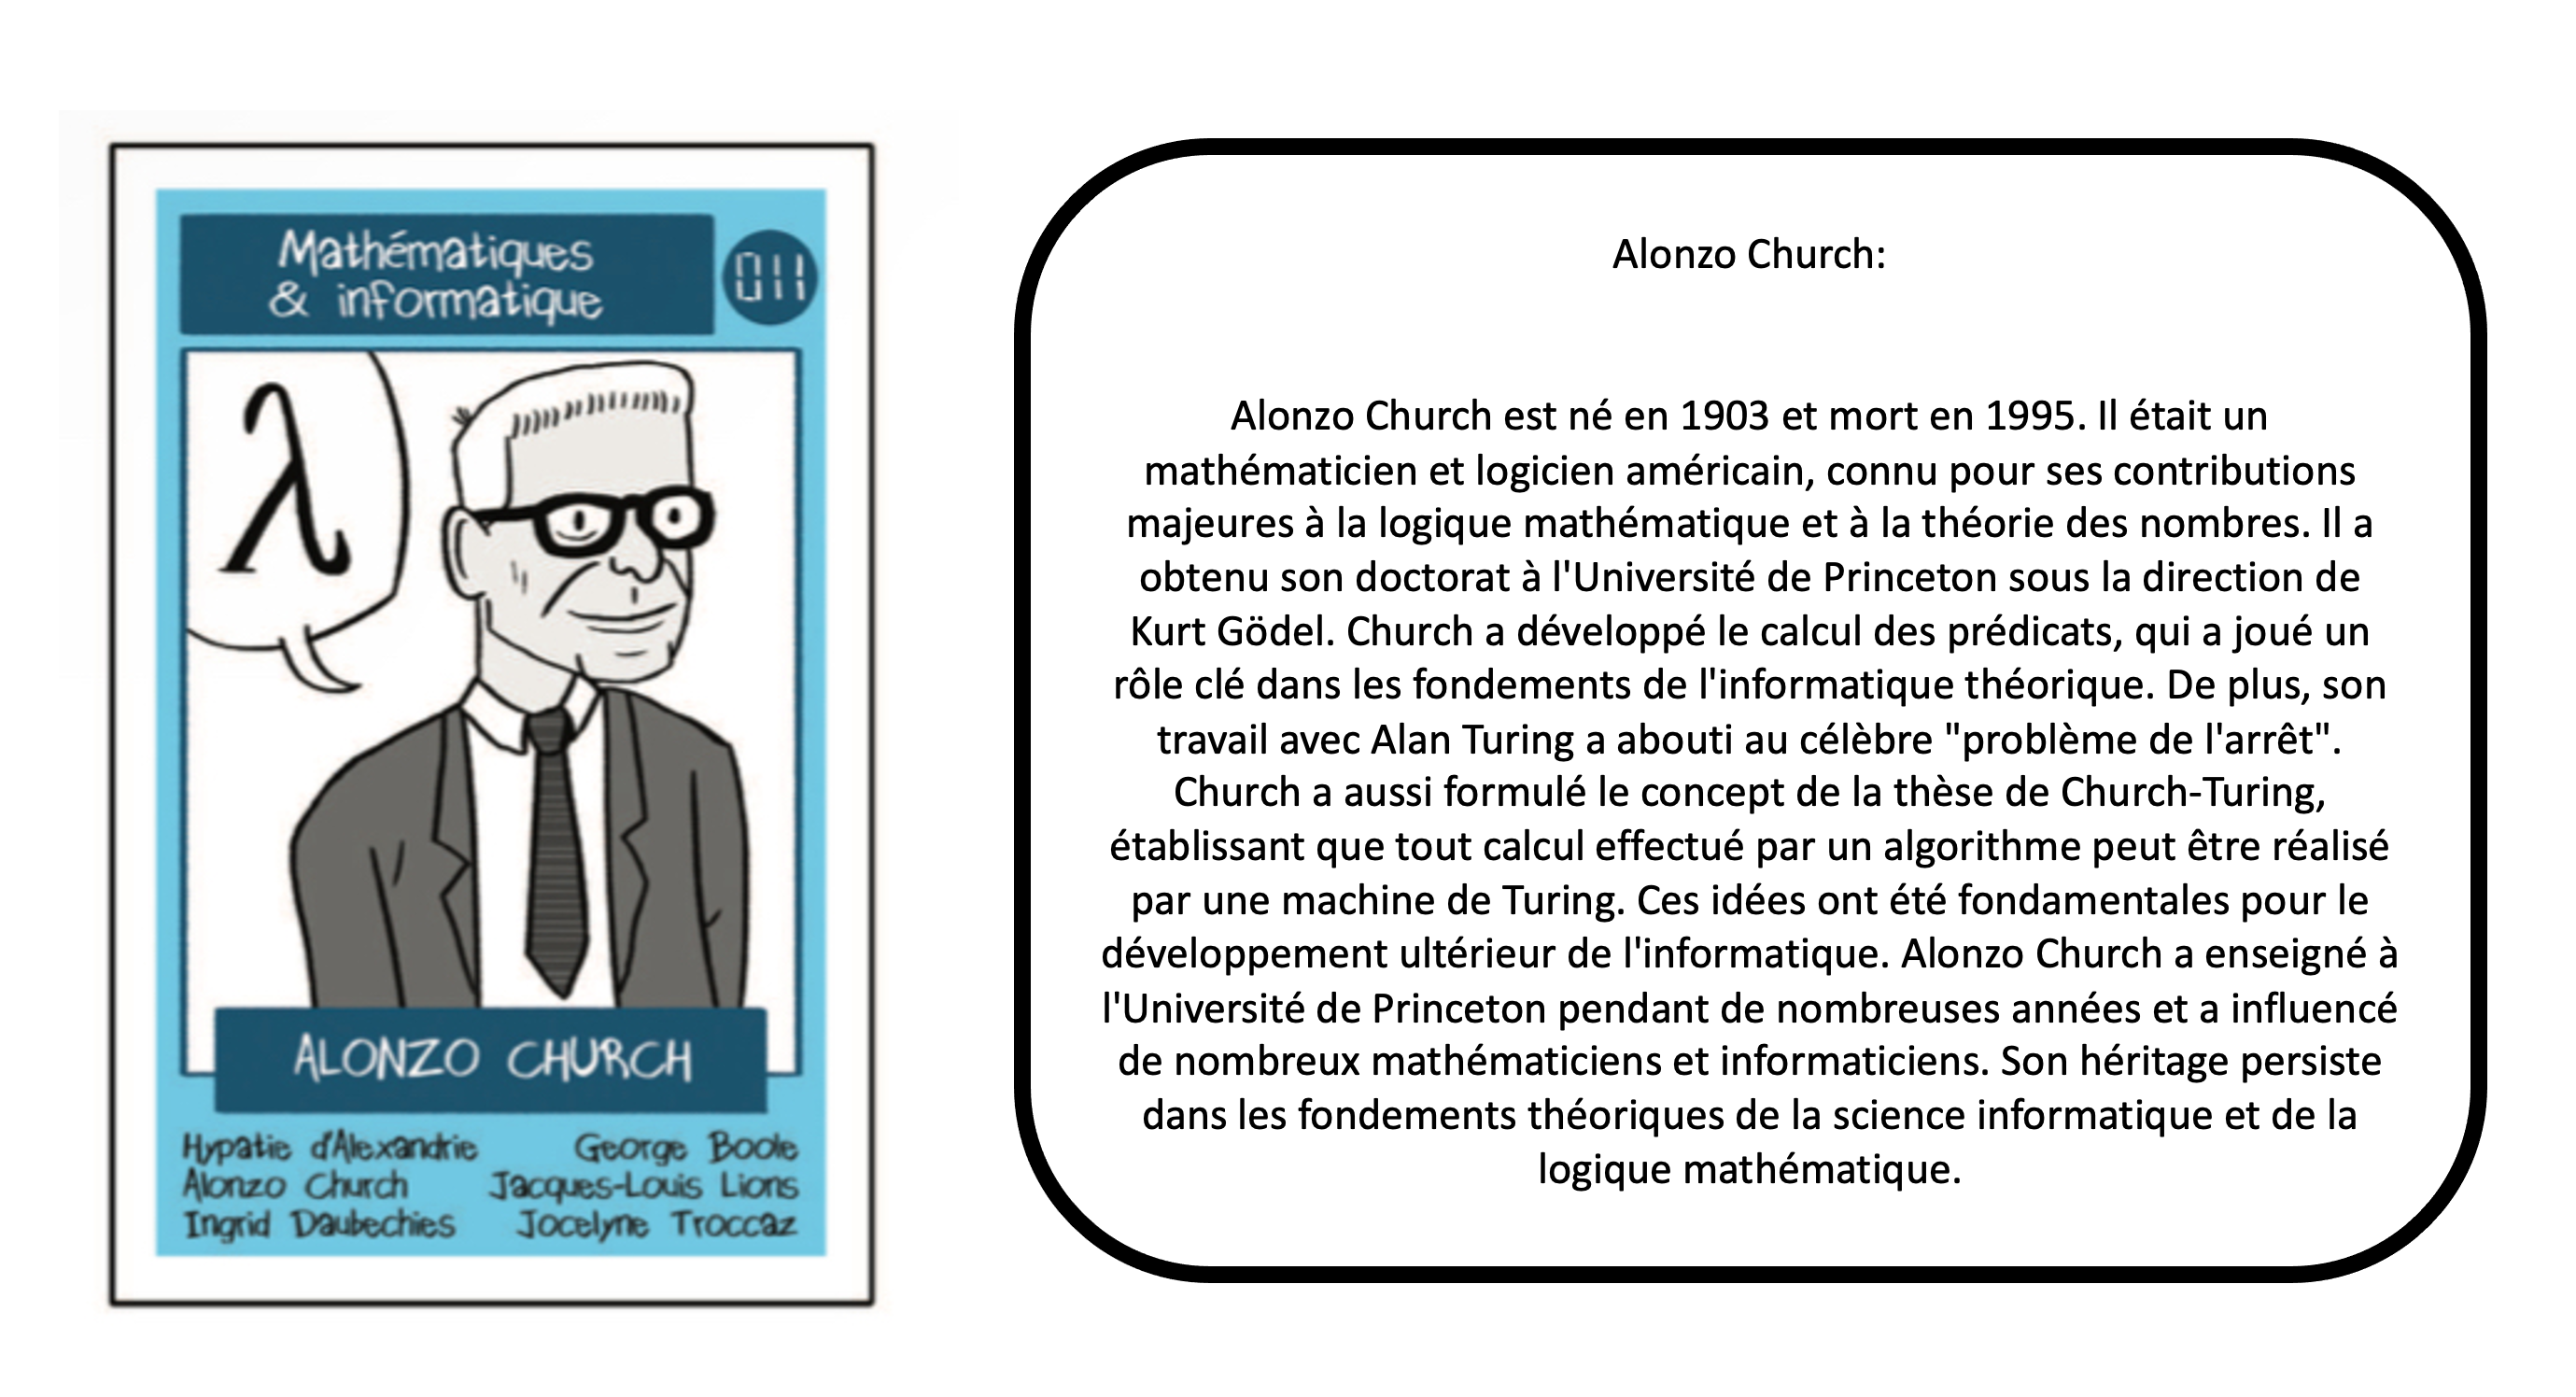 Mathématiques
& informatique
011
λ
ALONZO CHURCH
Hypatie d'Alexandrie George Boole
Alonzo Church Jacques-Louis Lions
Ingrid Daubechies Jocelyne Troccaz
Alonzo Church:
Alonzo Church est né en 1903 et mort en 1995. Il était un
mathématicien et logicien américain, connu pour ses contributions
majeures à la logique mathématique et à la théorie des nombres. Il a
obtenu son doctorat à l'Université de Princeton sous la direction de
Kurt Gödel. Church a développé le calcul des prédicats, qui a joué un
rôle clé dans les fondements de l'informatique théorique. De plus, son
travail avec Alan Turing a abouti au célèbre "problème de l'arrêt".
Church a aussi formulé le concept de la thèse de Church-Turing,
établissant que tout calcul effectué par un algorithme peut être réalisé
par une machine de Turing. Ces idées ont été fondamentales pour le
développement ultérieur de l'informatique. Alonzo Church a enseigné à
l'Université de Princeton pendant de nombreuses années et a influencé
de nombreux mathématiciens et informaticiens. Son héritage persiste
dans les fondements théoriques de la science informatique et de la
logique mathématique.